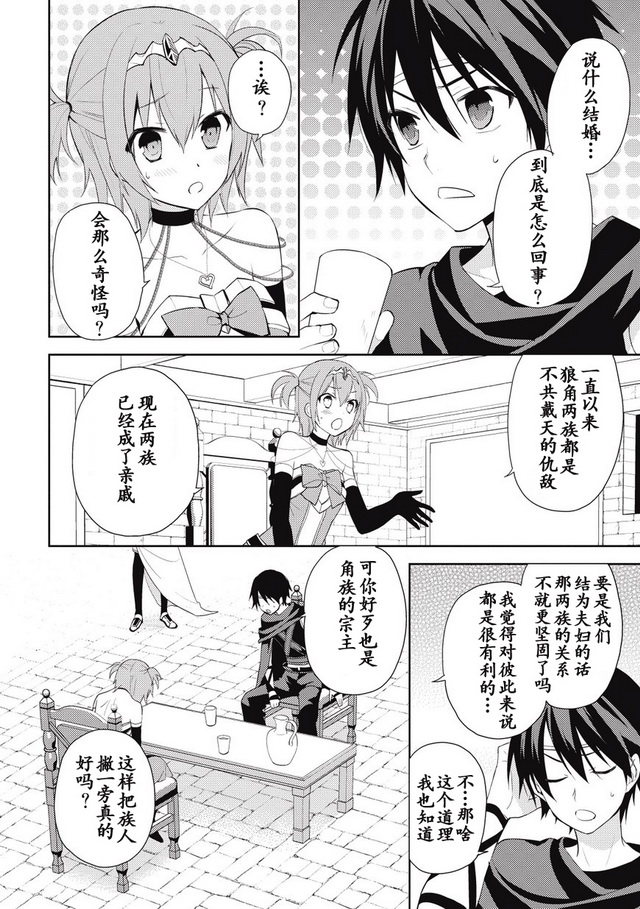 说什么结婚…
到底是怎么回事？
…诶？
会那么奇怪吗？
一直以来
狼角两族都是
不共戴天的仇敌
现在两族
已经成了亲戚
要是我们
结为夫妇的话
那两族的关系
不就更坚固了吗
我觉得对彼此来说
都是很有利的…
不…那啥
这个道理
我也知道
可你好歹也是
角族的宗主
这样把族人
撇一旁真的
好吗？